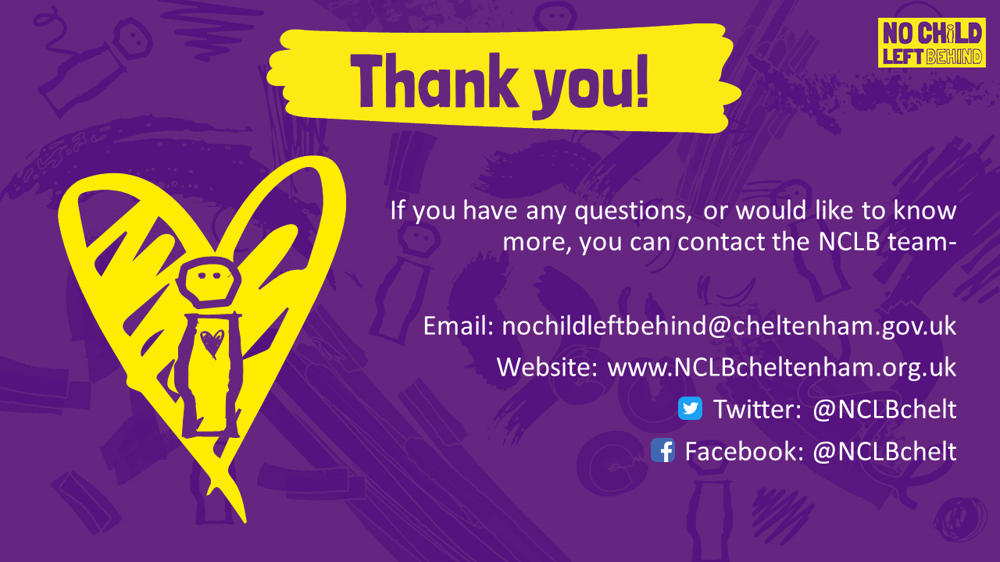 NO CHiLD
LEFT BEHIND
Thank you!
If you have any questions, or would like to know
more, you can contact the NCLB team-
Email: nochildleftbehind@cheltenham.gov.uk
Website: www.NCLBcheltenham.org.uk
Twitter: @NCLBchelt
Facebook: @NCLBchelt